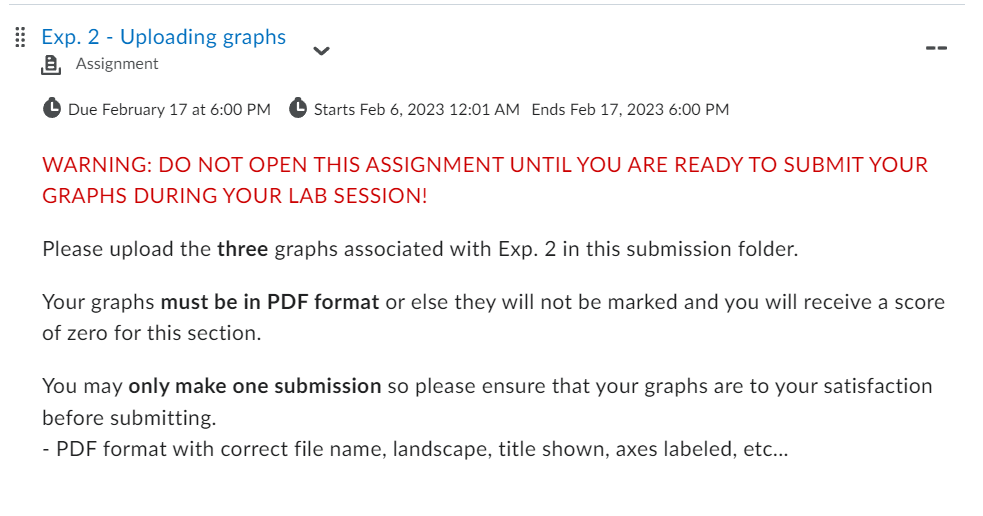 Exp. 2 - Uploading graphs
--
Assignment
Due February 17 at 6:00 PM Starts Feb 6, 2023 12:01 AM Ends Feb 17, 2023 6:00 PM
WARNING: DO NOT OPEN THIS ASSIGNMENT UNTIL YOU ARE READY TO SUBMIT YOUR
GRAPHS DURING YOUR LAB SESSION!
Please upload the three graphs associated with Exp. 2 in this submission folder.
Your graphs must be in PDF format or else they will not be marked and you will receive a score
of zero for this section.
You may only make one submission so please ensure that your graphs are to your satisfaction
before submitting.
- PDF format with correct file name, landscape, title shown, axes labeled, etc...